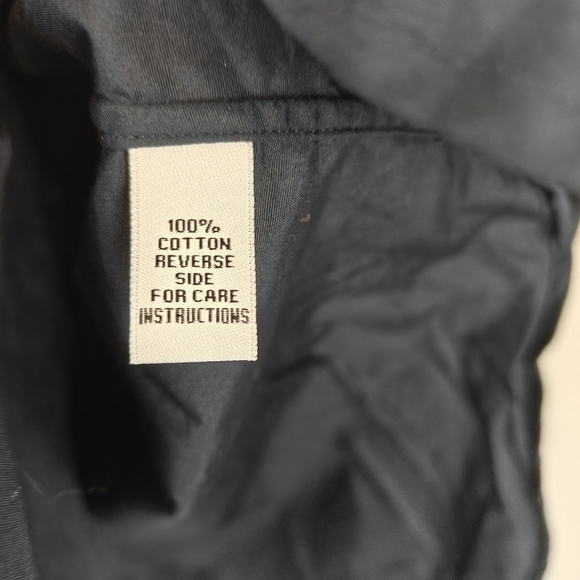 100%
COTTON
REVERSE
SIDE
FOR CARE
INSTRUCTIONS